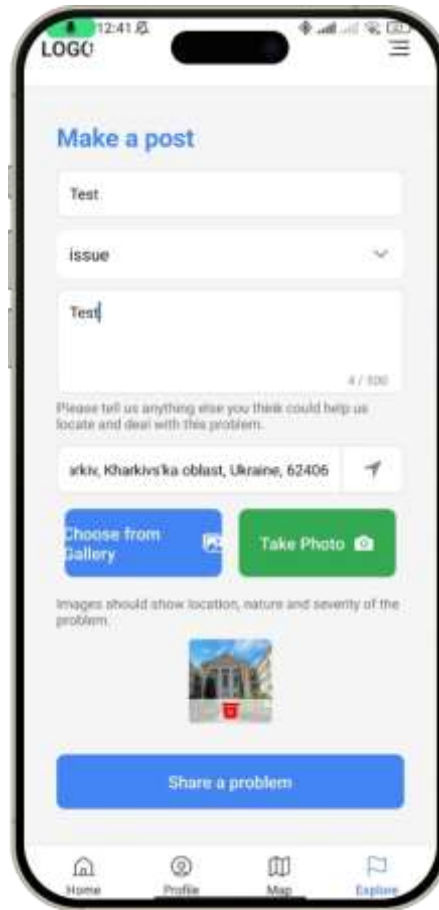 12:41
LOGO
Make a post
Test
issue
Test
4 / 100
Please tell us anything else you think could help us
locate and deal with this problem.
arkiv, Kharkivs'ka oblast, Ukraine, 62406
Choose from
Gallery
Take Photo
Images should show location, nature and severity of the
problem.
Share a problem
Home Profile Map Explore